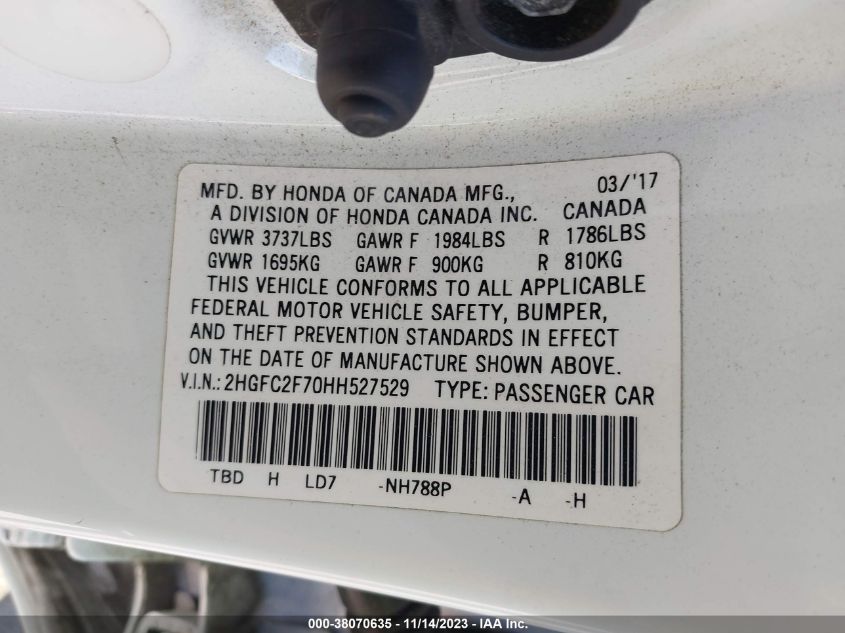 MFD. BY HONDA OF CANADA MFG., 03/'17
A DIVISION OF HONDA CANADA INC. CANADA
GVWR 3737LBS GAWR F 1984LBS R 1786LBS
GVWR 1695KG GAWR F 900KG R 810KG
THIS VEHICLE CONFORMS TO ALL APPLICABLE
FEDERAL MOTOR VEHICLE SAFETY, BUMPER,
AND THEFT PREVENTION STANDARDS IN EFFECT
ON THE DATE OF MANUFACTURE SHOWN ABOVE.
V.I.N.: 2HGFC2F70HH527529 TYPE: PASSENGER CAR
TBD H LD7 -NH788P -A -H
000-38070635 - 11/14/2023 - IAA Inc.